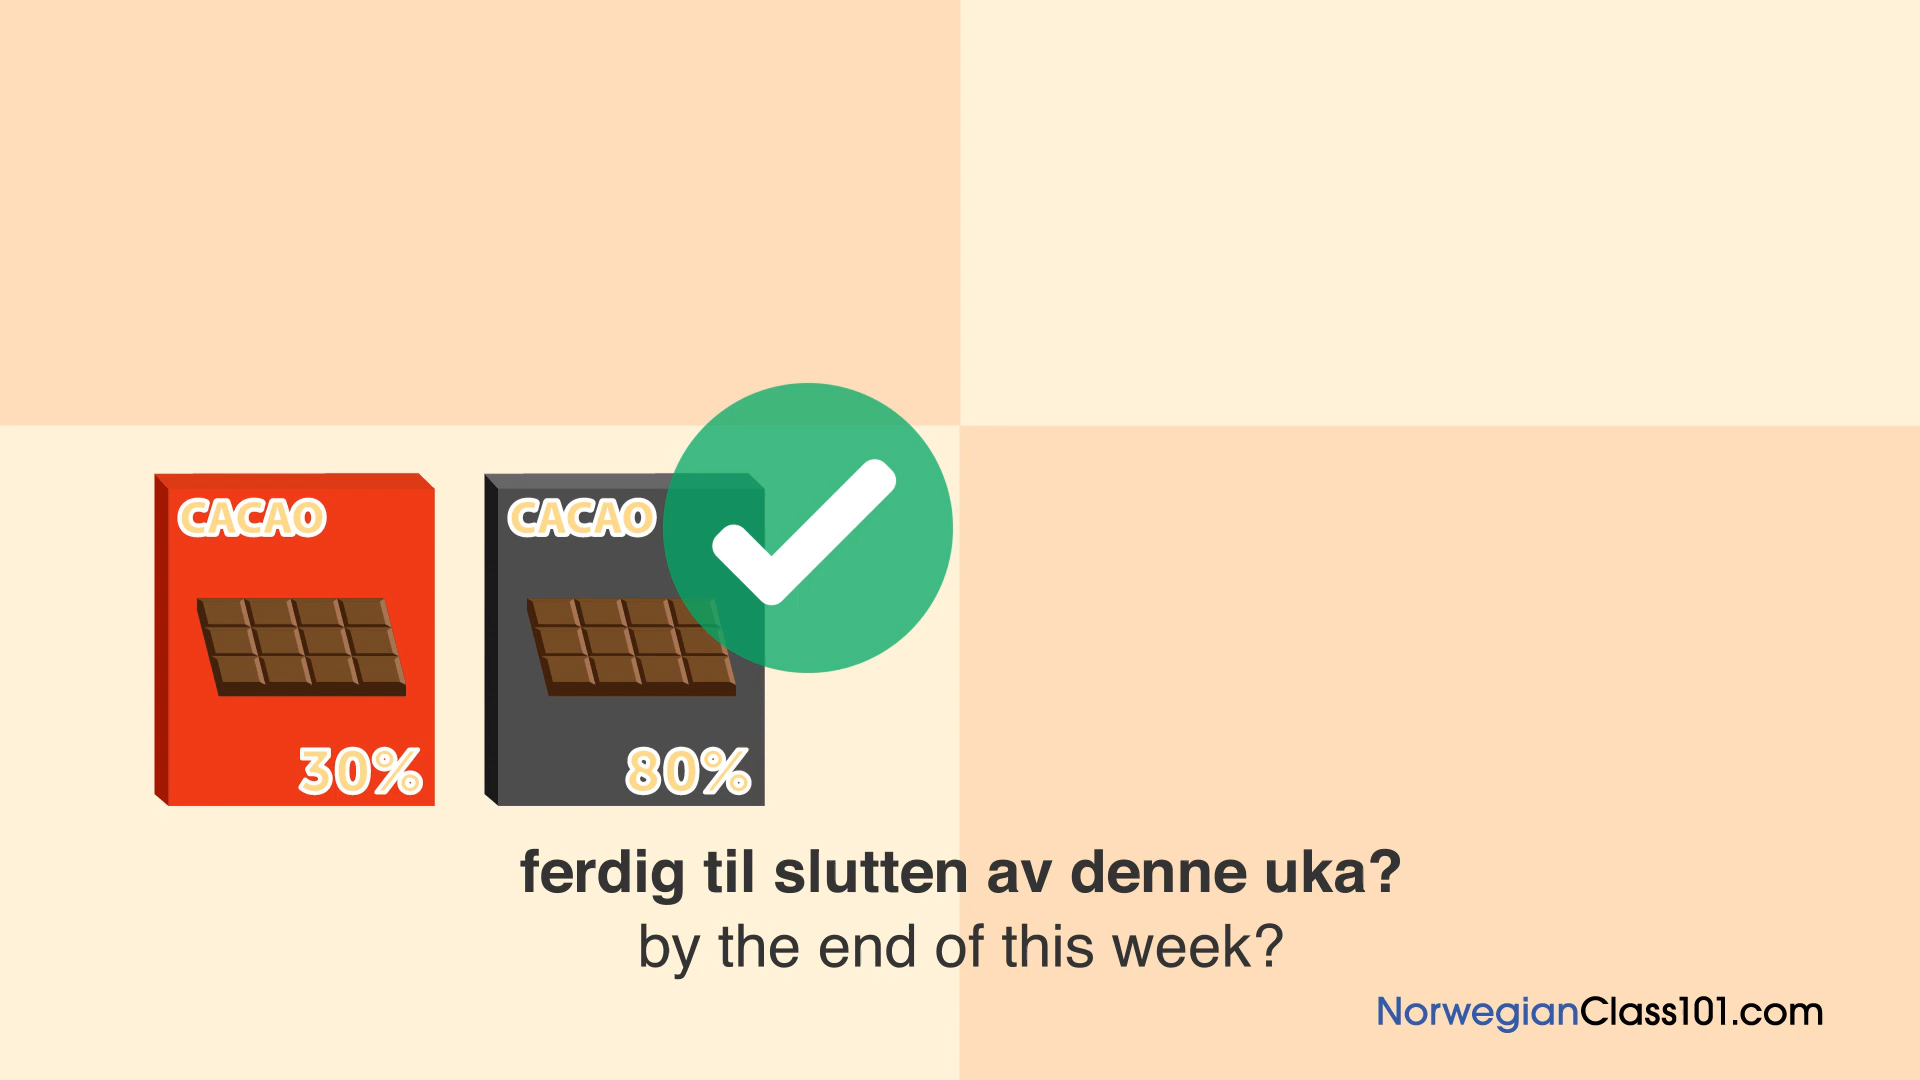 CACAO
30%
CACAO
80%
ferdig til slutten av denne uka?
by the end of this week?
NorwegianClass101.com